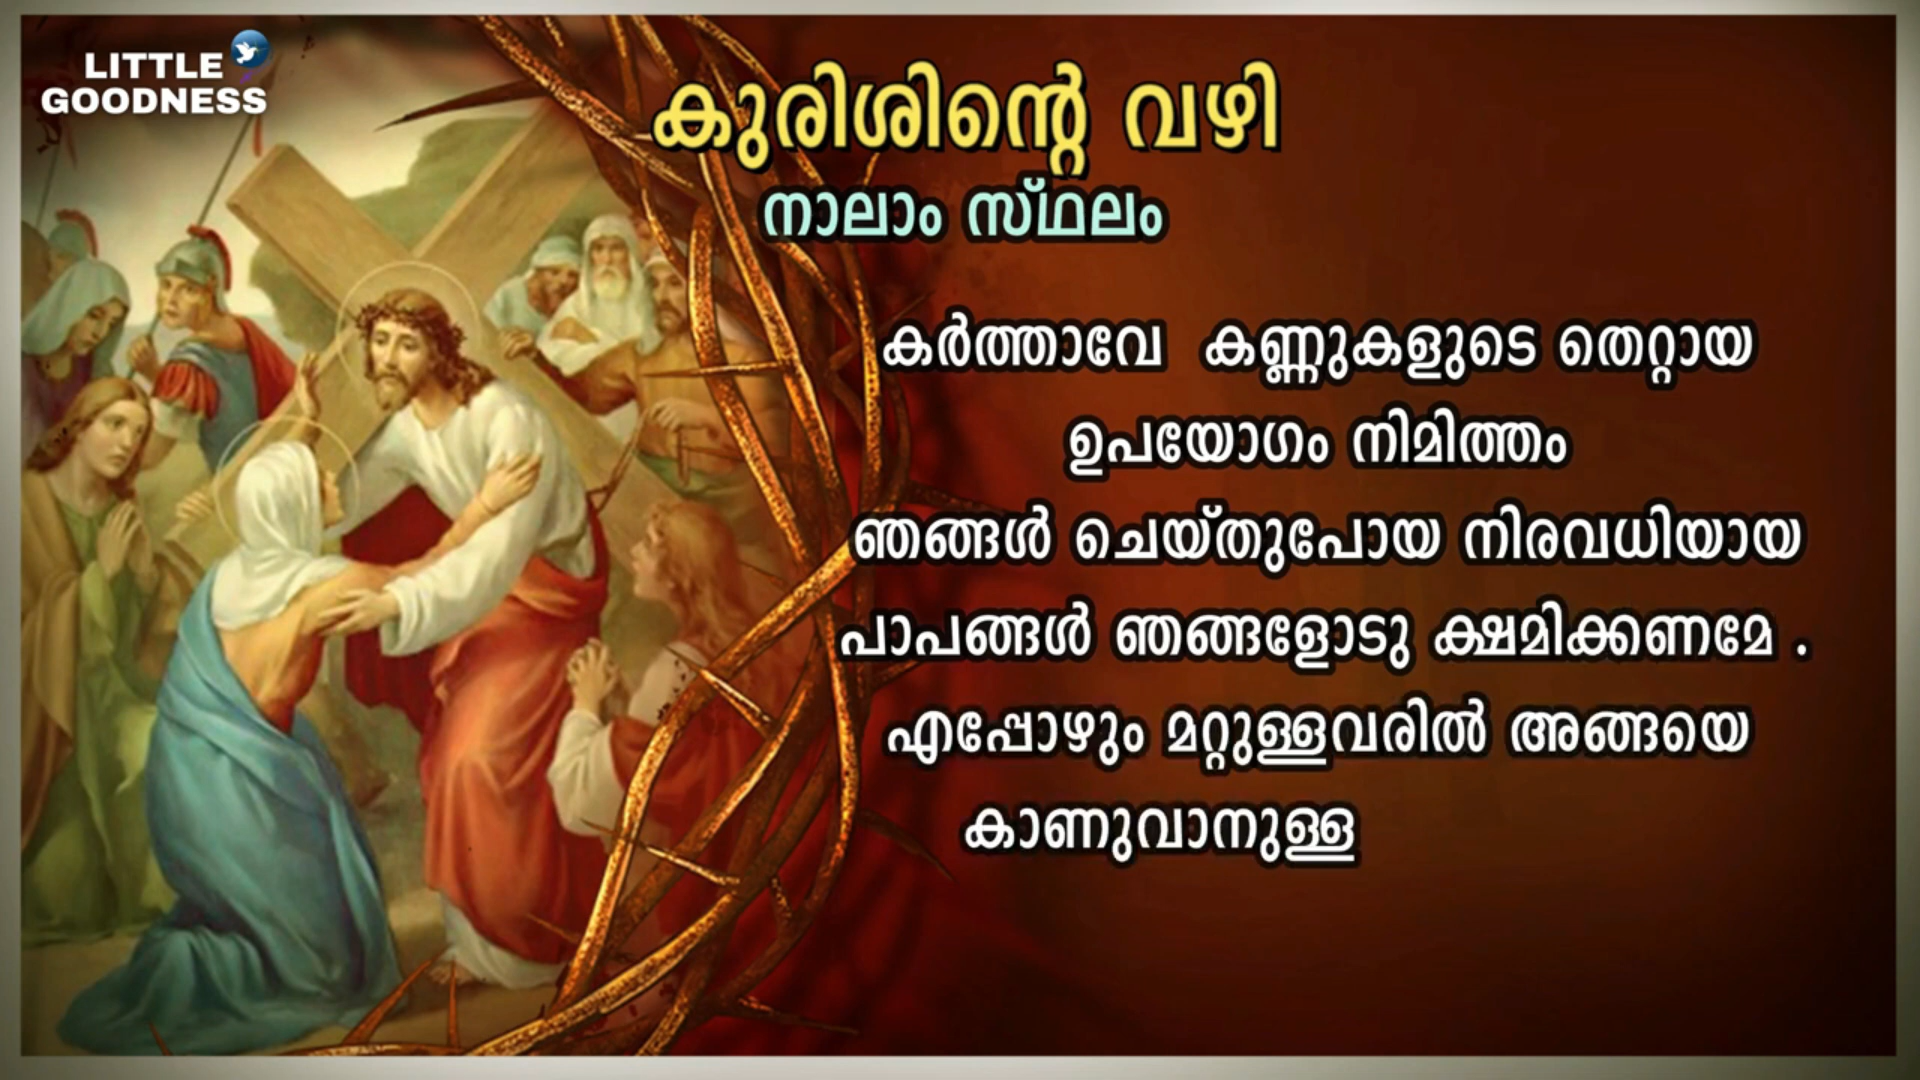 LITTLE
GOODNESS
കുരിശിന്റെ വഴി
നാലാം സ്ഥലം
കർത്താവേ കണ്ണുകളുടെ തെറ്റായ
ഉപയോഗം നിമിത്തം
ഞങ്ങൾ ചെയ്തുപോയ നിരവധിയായ
പാപങ്ങൾ ഞങ്ങളോടു ക്ഷമിക്കണമേ .
എപ്പോഴും മറ്റുള്ളവരിൽ അങ്ങയെ
കാണുവാനുള്ള